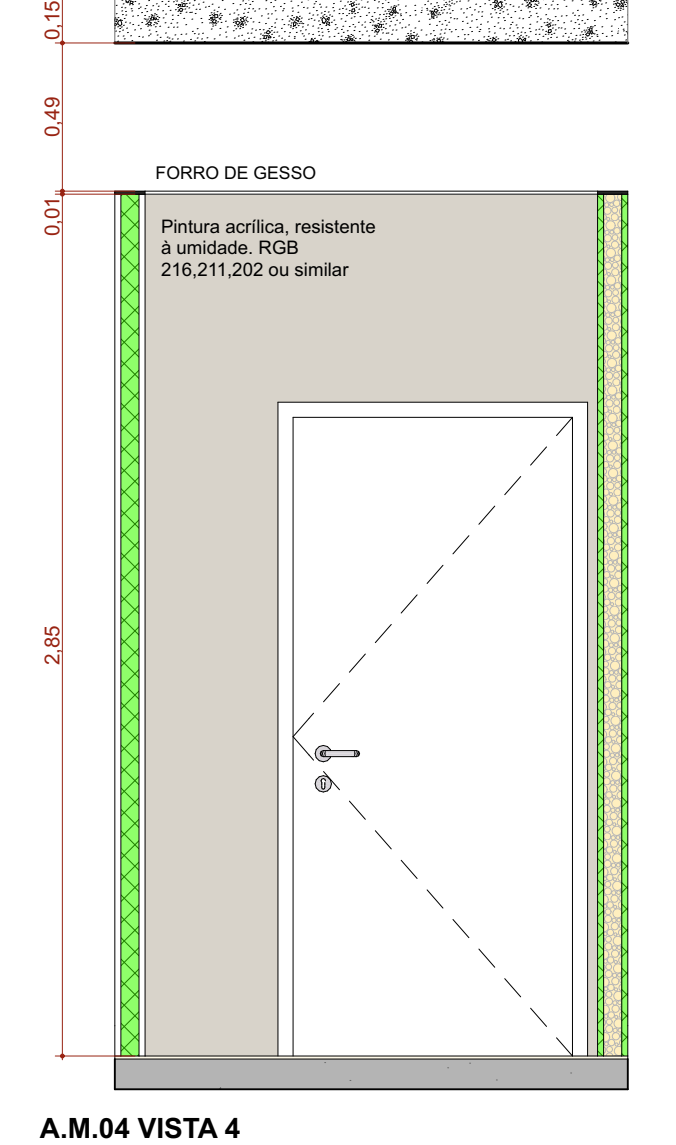 0,15
0,49
FORRO DE GESSO
0,01
Pintura acrílica, resistente
à umidade. RGB
216,211,202 ou similar
2,85
A.M.04 VISTA 4